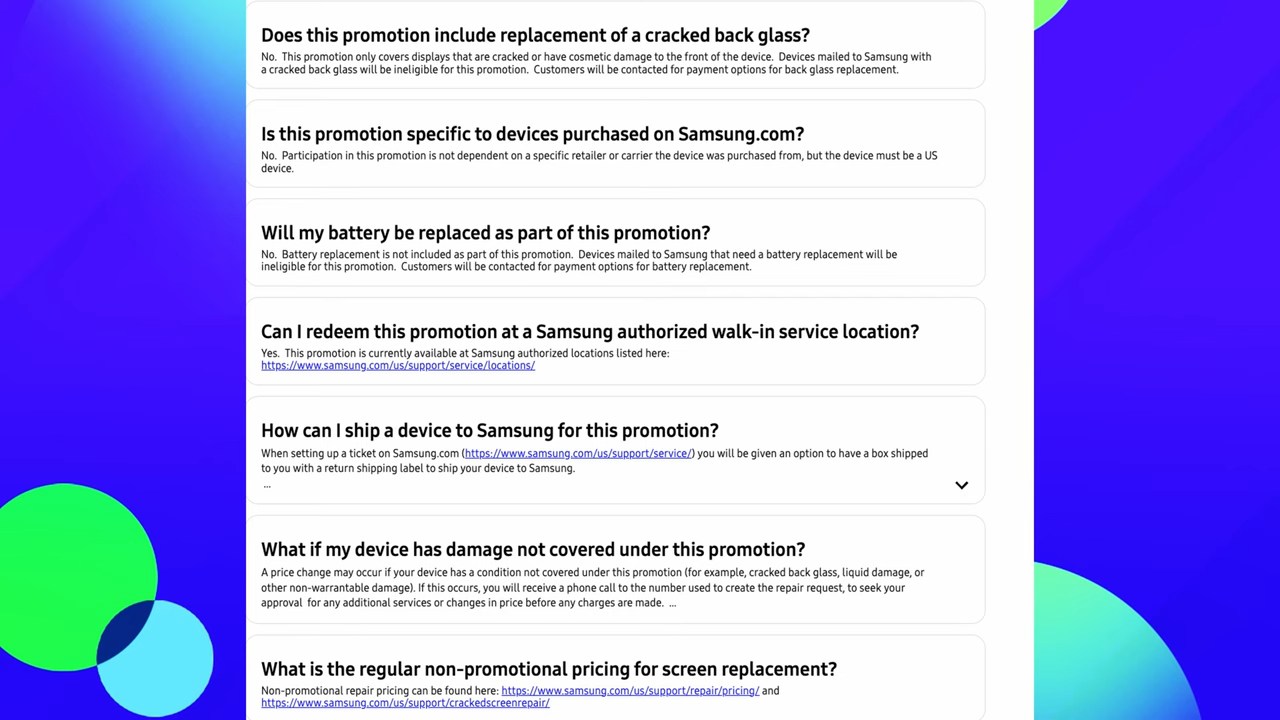 Does this promotion include replacement of a cracked back glass?
No.  This promotion only covers displays that are cracked or have cosmetic damage to the front of the device.  Devices mailed to Samsung with
a cracked back glass will be ineligible for this promotion.  Customers will be contacted for payment options for back glass replacement.
Is this promotion specific to devices purchased on Samsung.com?
No.  Participation in this promotion is not dependent on a specific retailer or carrier the device was purchased from, but the device must be a US
device.
Will my battery be replaced as part of this promotion?
No.  Battery replacement is not included as part of this promotion.  Devices mailed to Samsung that need a battery replacement will be
ineligible for this promotion.  Customers will be contacted for payment options for battery replacement.
Can I redeem this promotion at a Samsung authorized walk-in service location?
Yes.  This promotion is currently available at Samsung authorized locations listed here:
https://www.samsung.com/us/support/service/locations/
How can I ship a device to Samsung for this promotion?
When setting up a ticket on Samsung.com (https://www.samsung.com/us/support/service/) you will be given an option to have a box shipped
to you with a return shipping label to ship your device to Samsung.
...
What if my device has damage not covered under this promotion?
A price change may occur if your device has a condition not covered under this promotion (for example, cracked back glass, liquid damage, or
other non-warrantable damage). If this occurs, you will receive a phone call to the number used to create the repair request, to seek your
approval  for any additional services or changes in price before any charges are made.  ...
What is the regular non-promotional pricing for screen replacement?
Non-promotional repair pricing can be found here: https://www.samsung.com/us/support/repair/pricing/ and
https://www.samsung.com/us/support/crackedscreenrepair/